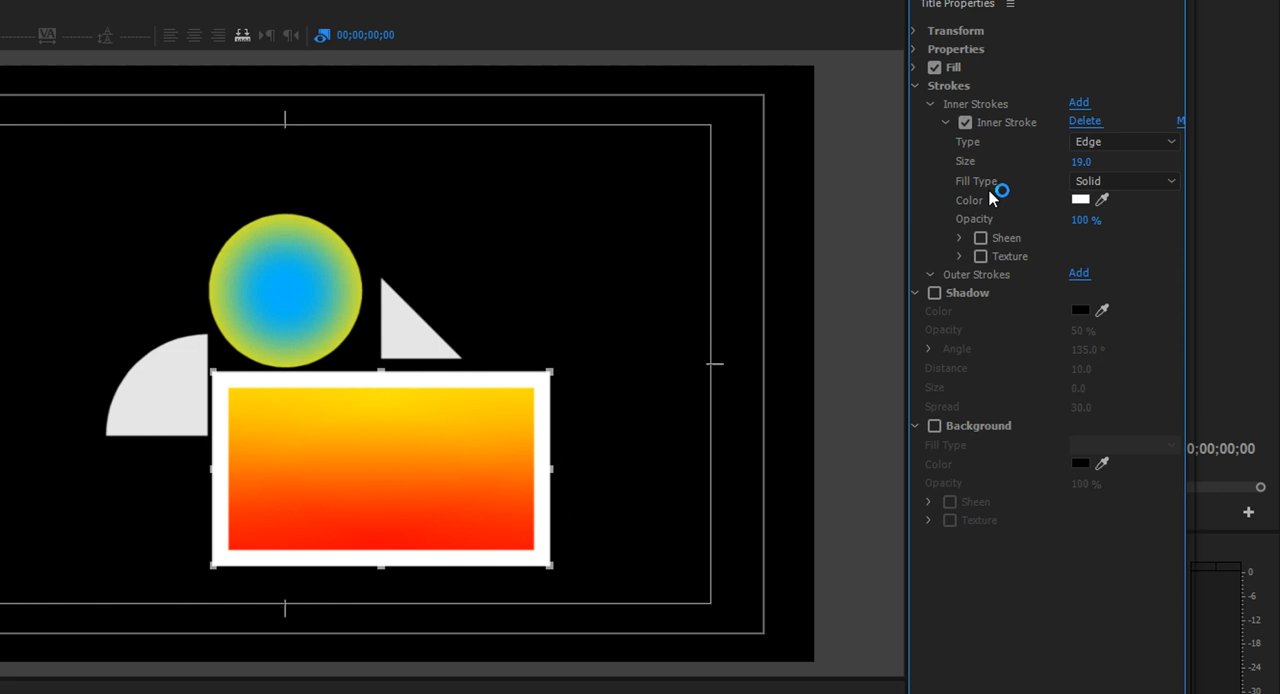 Title Properties
VA
00;00;00;00
Transform
Properties
Fill
Strokes
Inner Strokes Add
Inner Stroke Delete M
Type Edge
Size 19.0
Fill Type Solid
Color
Opacity 100 %
Sheen
Texture
Outer Strokes Add
Shadow
Color
Opacity 50 %
Angle 135.0 °
Distance 10.0
Size 0.0
Spread 30.0
Background
Fill Type
Color
Opacity 100 %
Sheen
Texture
0;00;00;00
0
-6
-12
-18
-24
-30